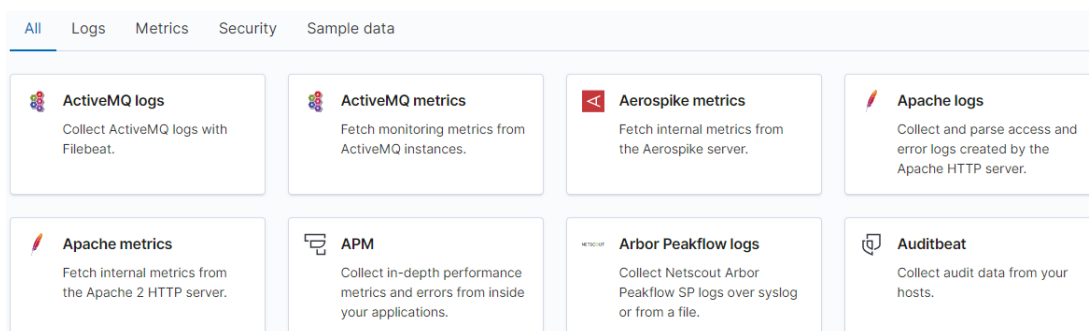 All Logs Metrics Security Sample data
ActiveMQ logs
Collect ActiveMQ logs with
Filebeat.
ActiveMQ metrics
Fetch monitoring metrics from
ActiveMQ instances.
Aerospike metrics
Fetch internal metrics from
the Aerospike server.
Apache logs
Collect and parse access and
error logs created by the
Apache HTTP server.
Apache metrics
Fetch internal metrics from
the Apache 2 HTTP server.
APM
Collect in-depth performance
metrics and errors from inside
your applications.
NETSCOUT
Arbor Peakflow logs
Collect Netscout Arbor
Peakflow SP logs over syslog
or from a file.
Auditbeat
Collect audit data from your
hosts.